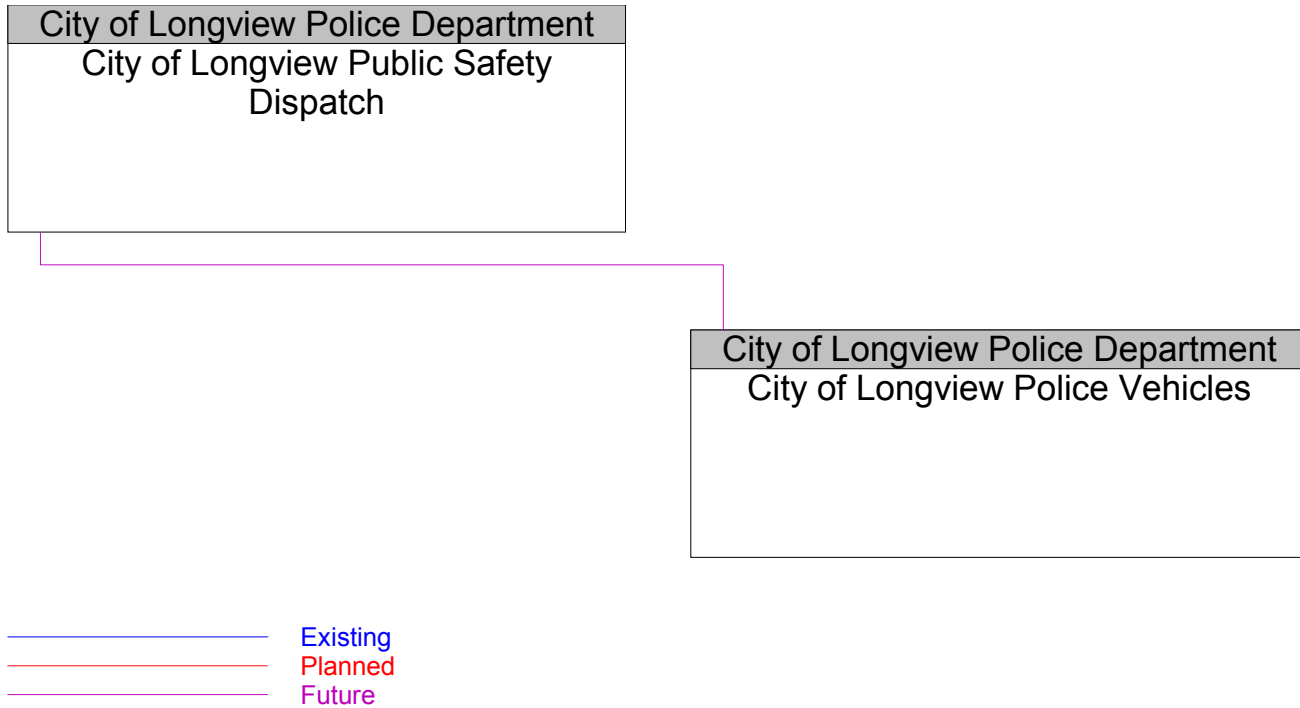 City of Longview Police Department
City of Longview Public Safety
Dispatch
City of Longview Police Department
City of Longview Police Vehicles
Existing
Planned
Future